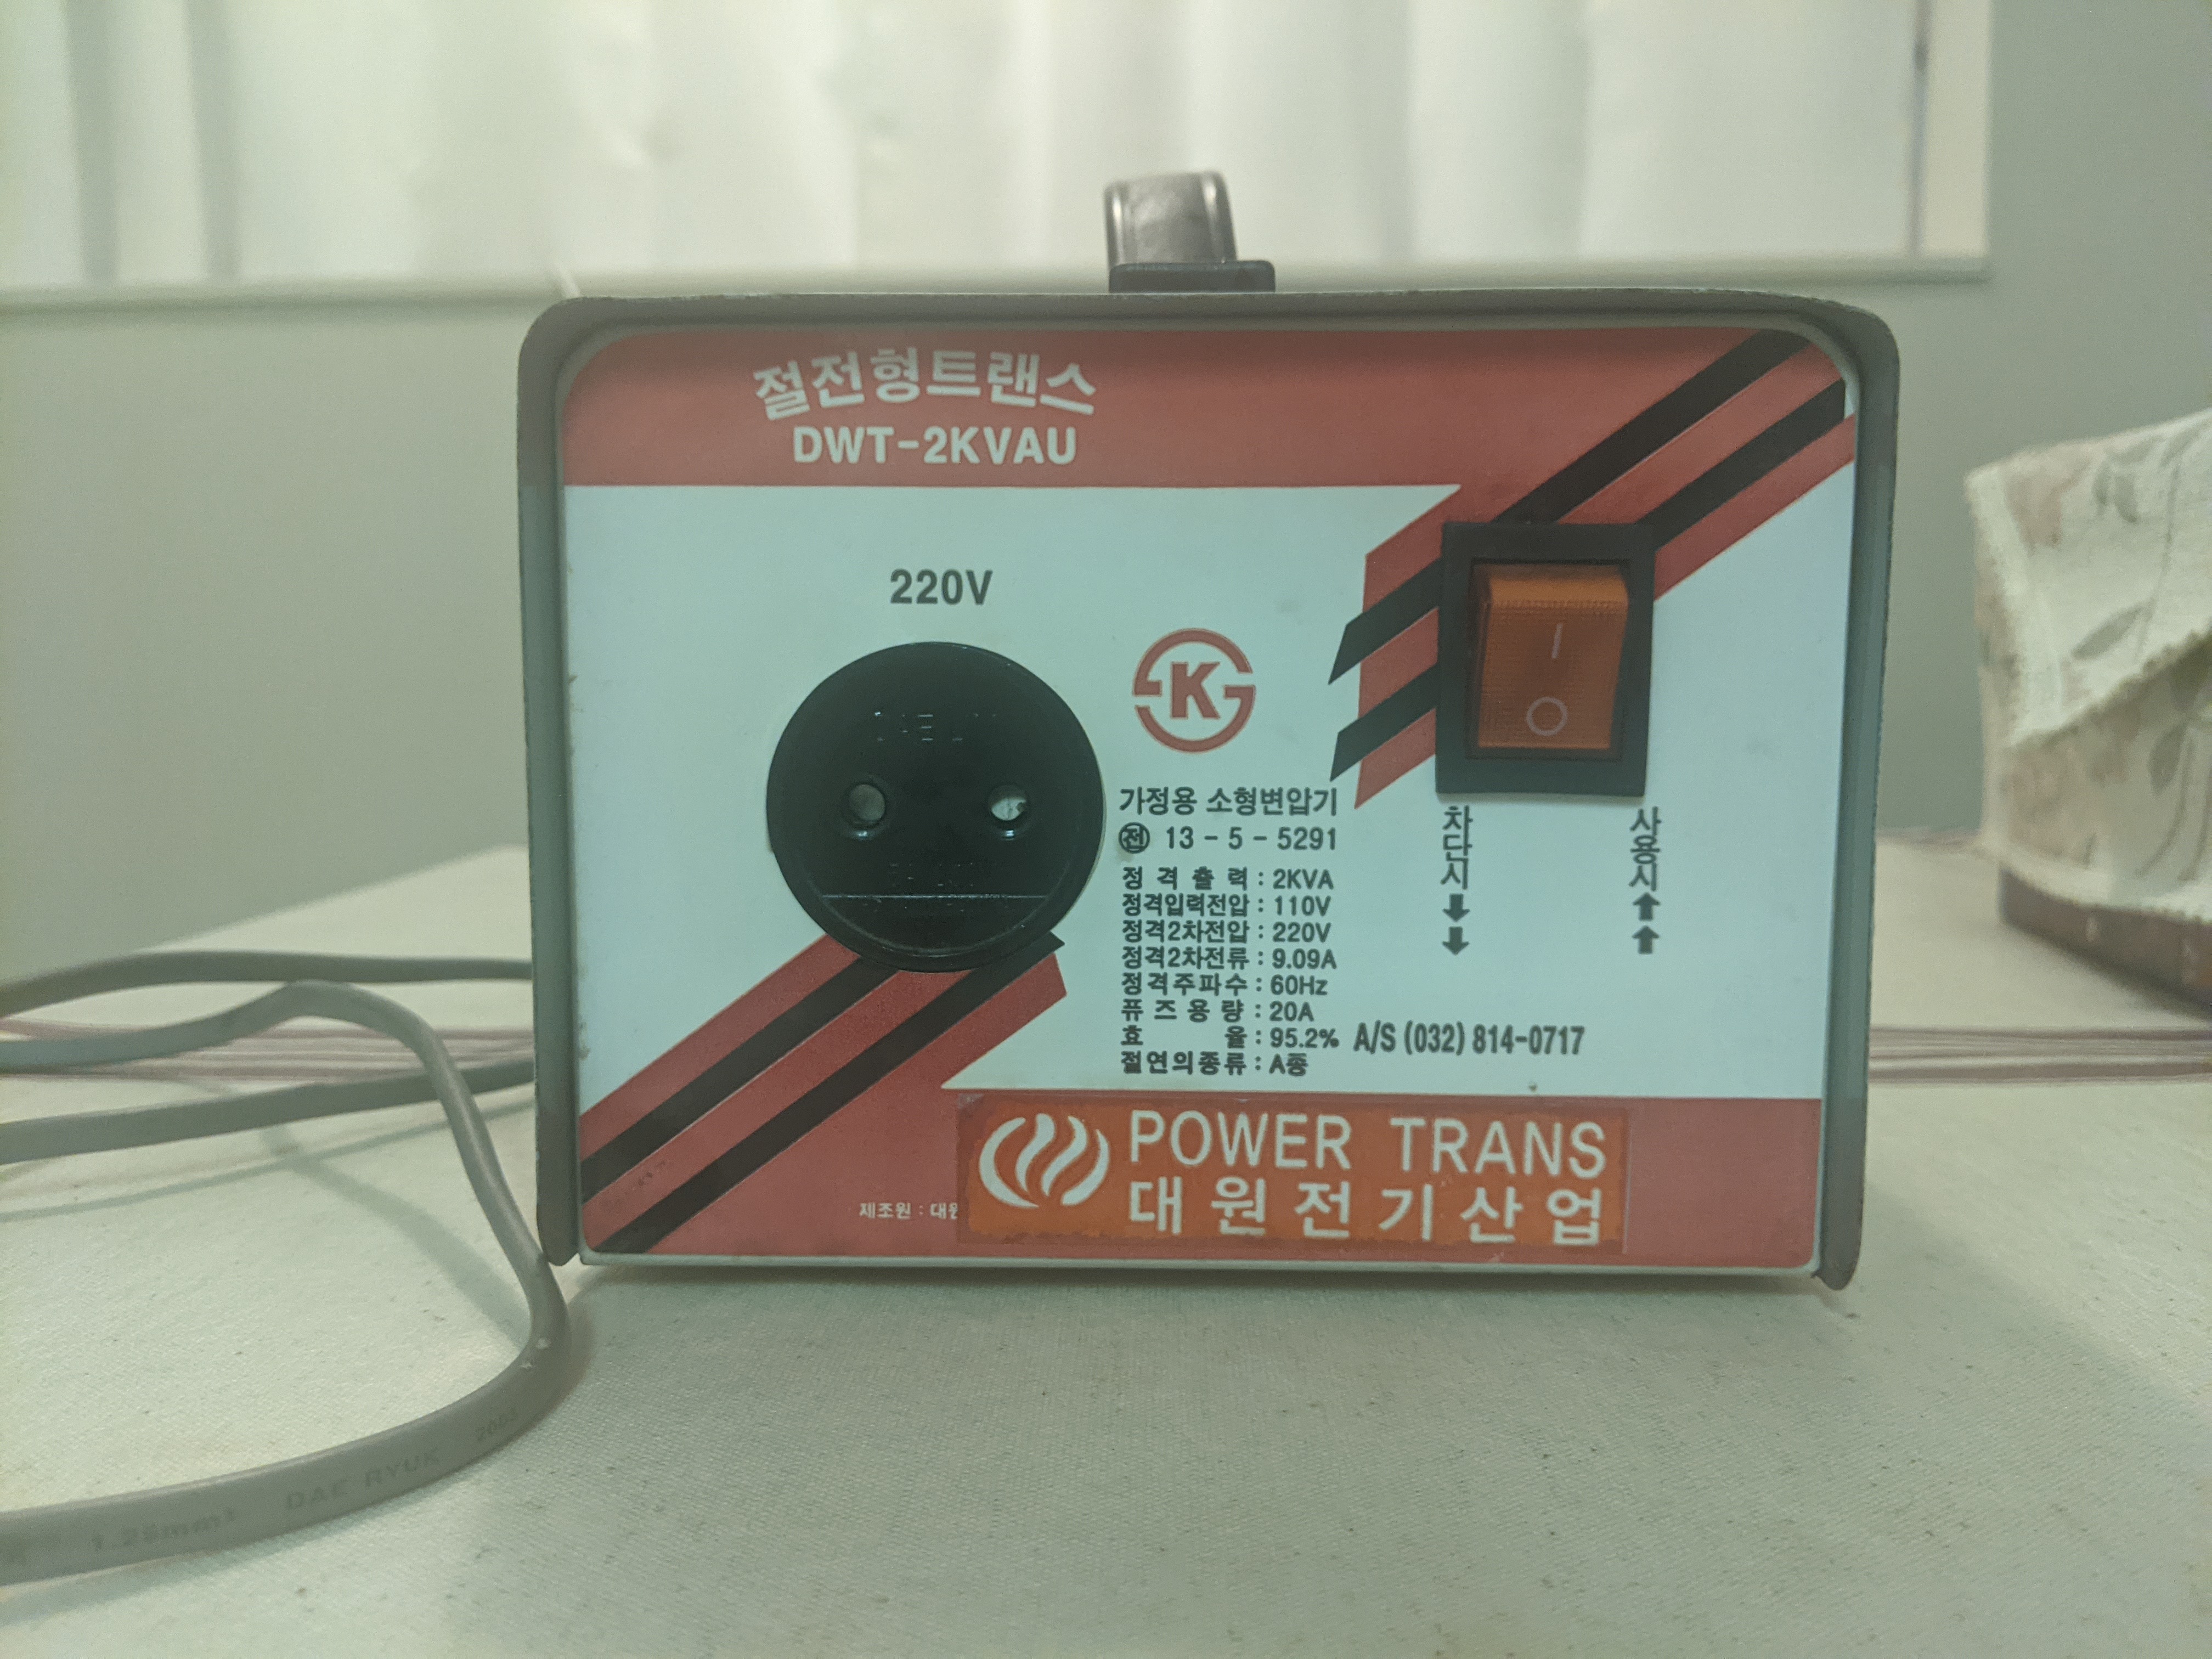 절전형트랜스
DWT-2KVAU
220V
K
가정용 소형변압기
전 13 - 5 - 5291
정격출력 : 2KVA
정격입력전압 : 110V
정격2차전압 : 220V
정격2차전류 : 9.09A
정격주파수 : 60Hz
퓨즈용량 : 20A
효율 : 95.2%
절연의종류 : A종
차단시
사용시
A/S (032) 814-0717
POWER TRANS
대원전기산업
제조원 : 대원
1.25mm²
DAE RYUK